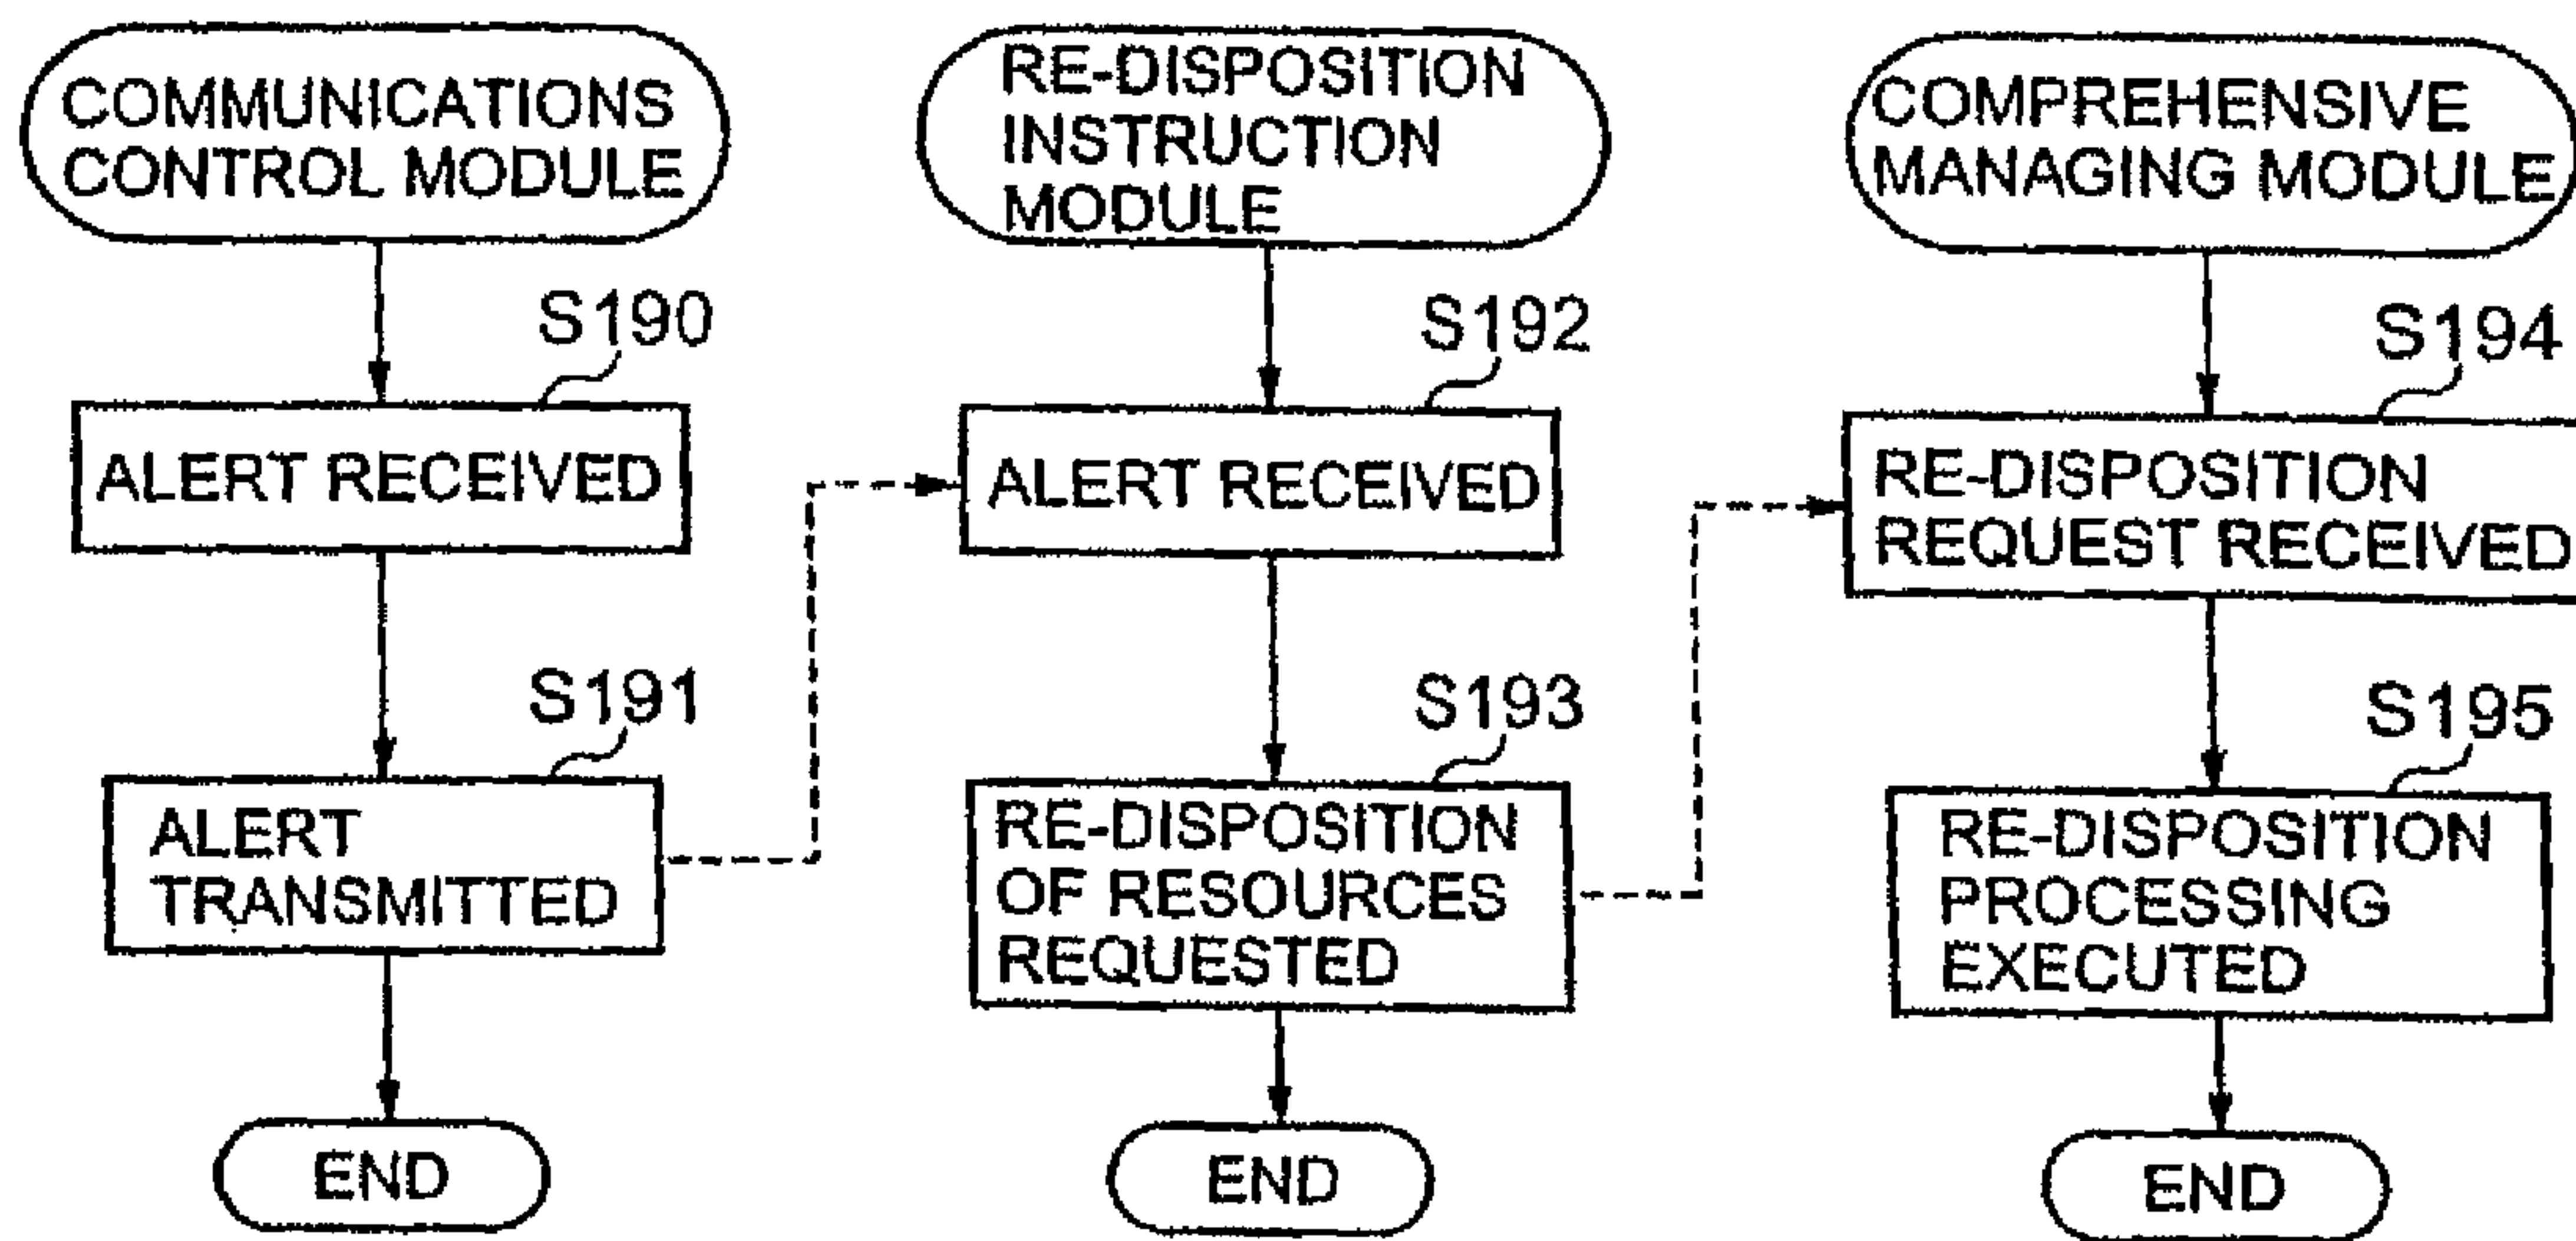 COMMUNICATIONS
CONTROL MODULE
S190
ALERT RECEIVED
S191
ALERT
TRANSMITTED
END
RE-DISPOSITION
INSTRUCTION
MODULE
S192
ALERT RECEIVED
S193
RE-DISPOSITION
OF RESOURCES
REQUESTED
END
COMPREHENSIVE
MANAGING MODULE
S194
RE-DISPOSITION
REQUEST RECEIVED
S195
RE-DISPOSITION
PROCESSING
EXECUTED
END